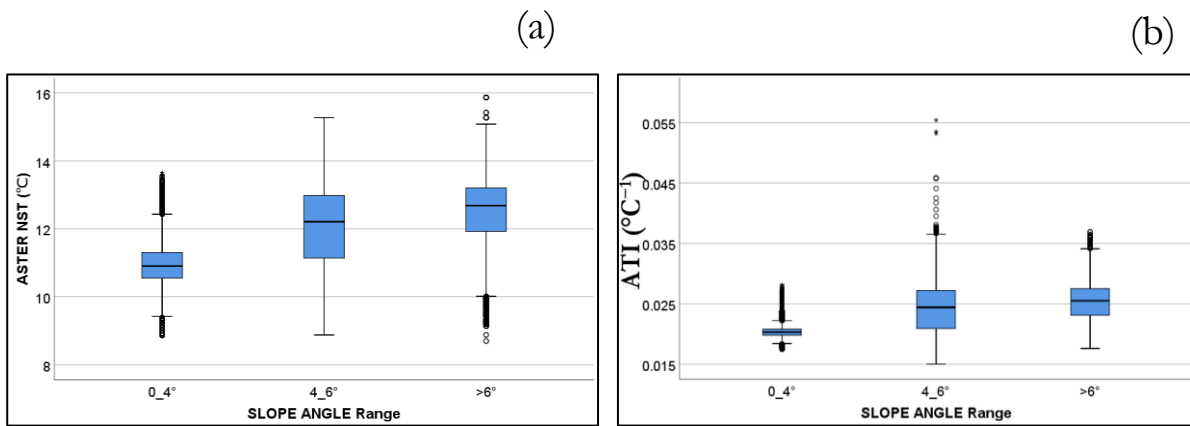 (a)
16
14
12
10
8
ASTER NST (°C)
0_4°
4_6°
>6°
SLOPE ANGLE Range
(b)
0.055
0.045
0.035
0.025
0.015
ATI (°C⁻¹)
0_4°
4_6°
>6°
SLOPE ANGLE Range